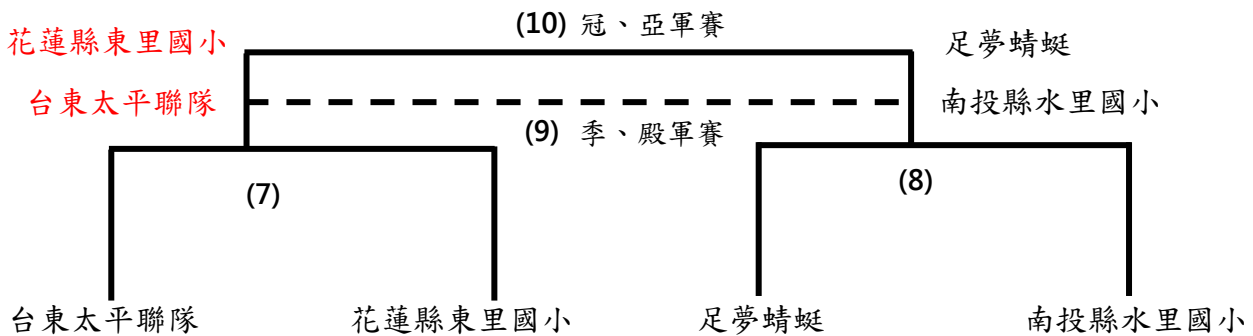 (10) 冠、亞軍賽
花蓮縣東里國小
足夢蜻蜓
台東太平聯隊
南投縣水里國小
(9) 季、殿軍賽
(7)
(8)
台東太平聯隊
花蓮縣東里國小
足夢蜻蜓
南投縣水里國小